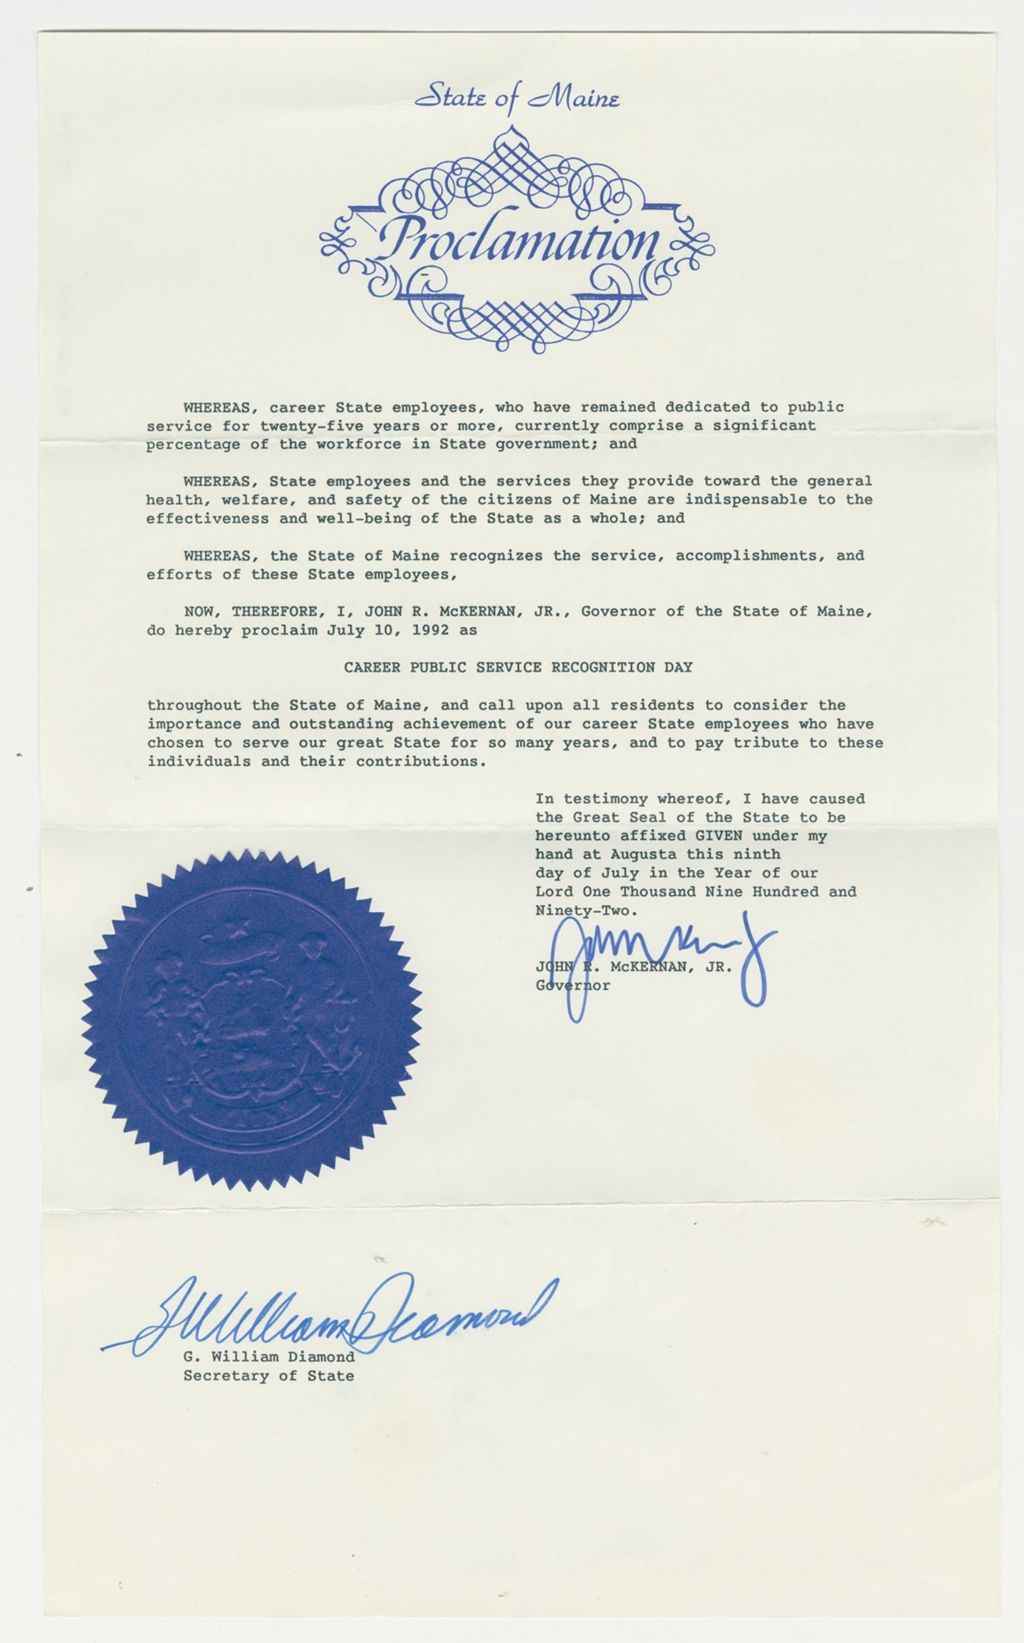 State of Maine
Proclamation
WHEREAS, career State employees, who have remained dedicated to public
service for twenty-five years or more, currently comprise a significant
percentage of the workforce in State government; and
WHEREAS, State employees and the services they provide toward the general
health, welfare, and safety of the citizens of Maine are indispensable to the
effectiveness and well-being of the State as a whole; and
WHEREAS, the State of Maine recognizes the service, accomplishments, and
efforts of these State employees,
NOW, THEREFORE, I, JOHN R. McKERNAN, JR., Governor of the State of Maine,
do hereby proclaim July 10, 1992 as
CAREER PUBLIC SERVICE RECOGNITION DAY
throughout the State of Maine, and call upon all residents to consider the
importance and outstanding achievement of our career State employees who have
chosen to serve our great State for so many years, and to pay tribute to these
individuals and their contributions.
In testimony whereof, I have caused
the Great Seal of the State to be
hereunto affixed GIVEN under my
hand at Augusta this ninth
day of July in the Year of our
Lord One Thousand Nine Hundred and
Ninety-Two.
JOHN R. McKERNAN, JR.
Governor
G William Diamond
G. William Diamond
Secretary of State